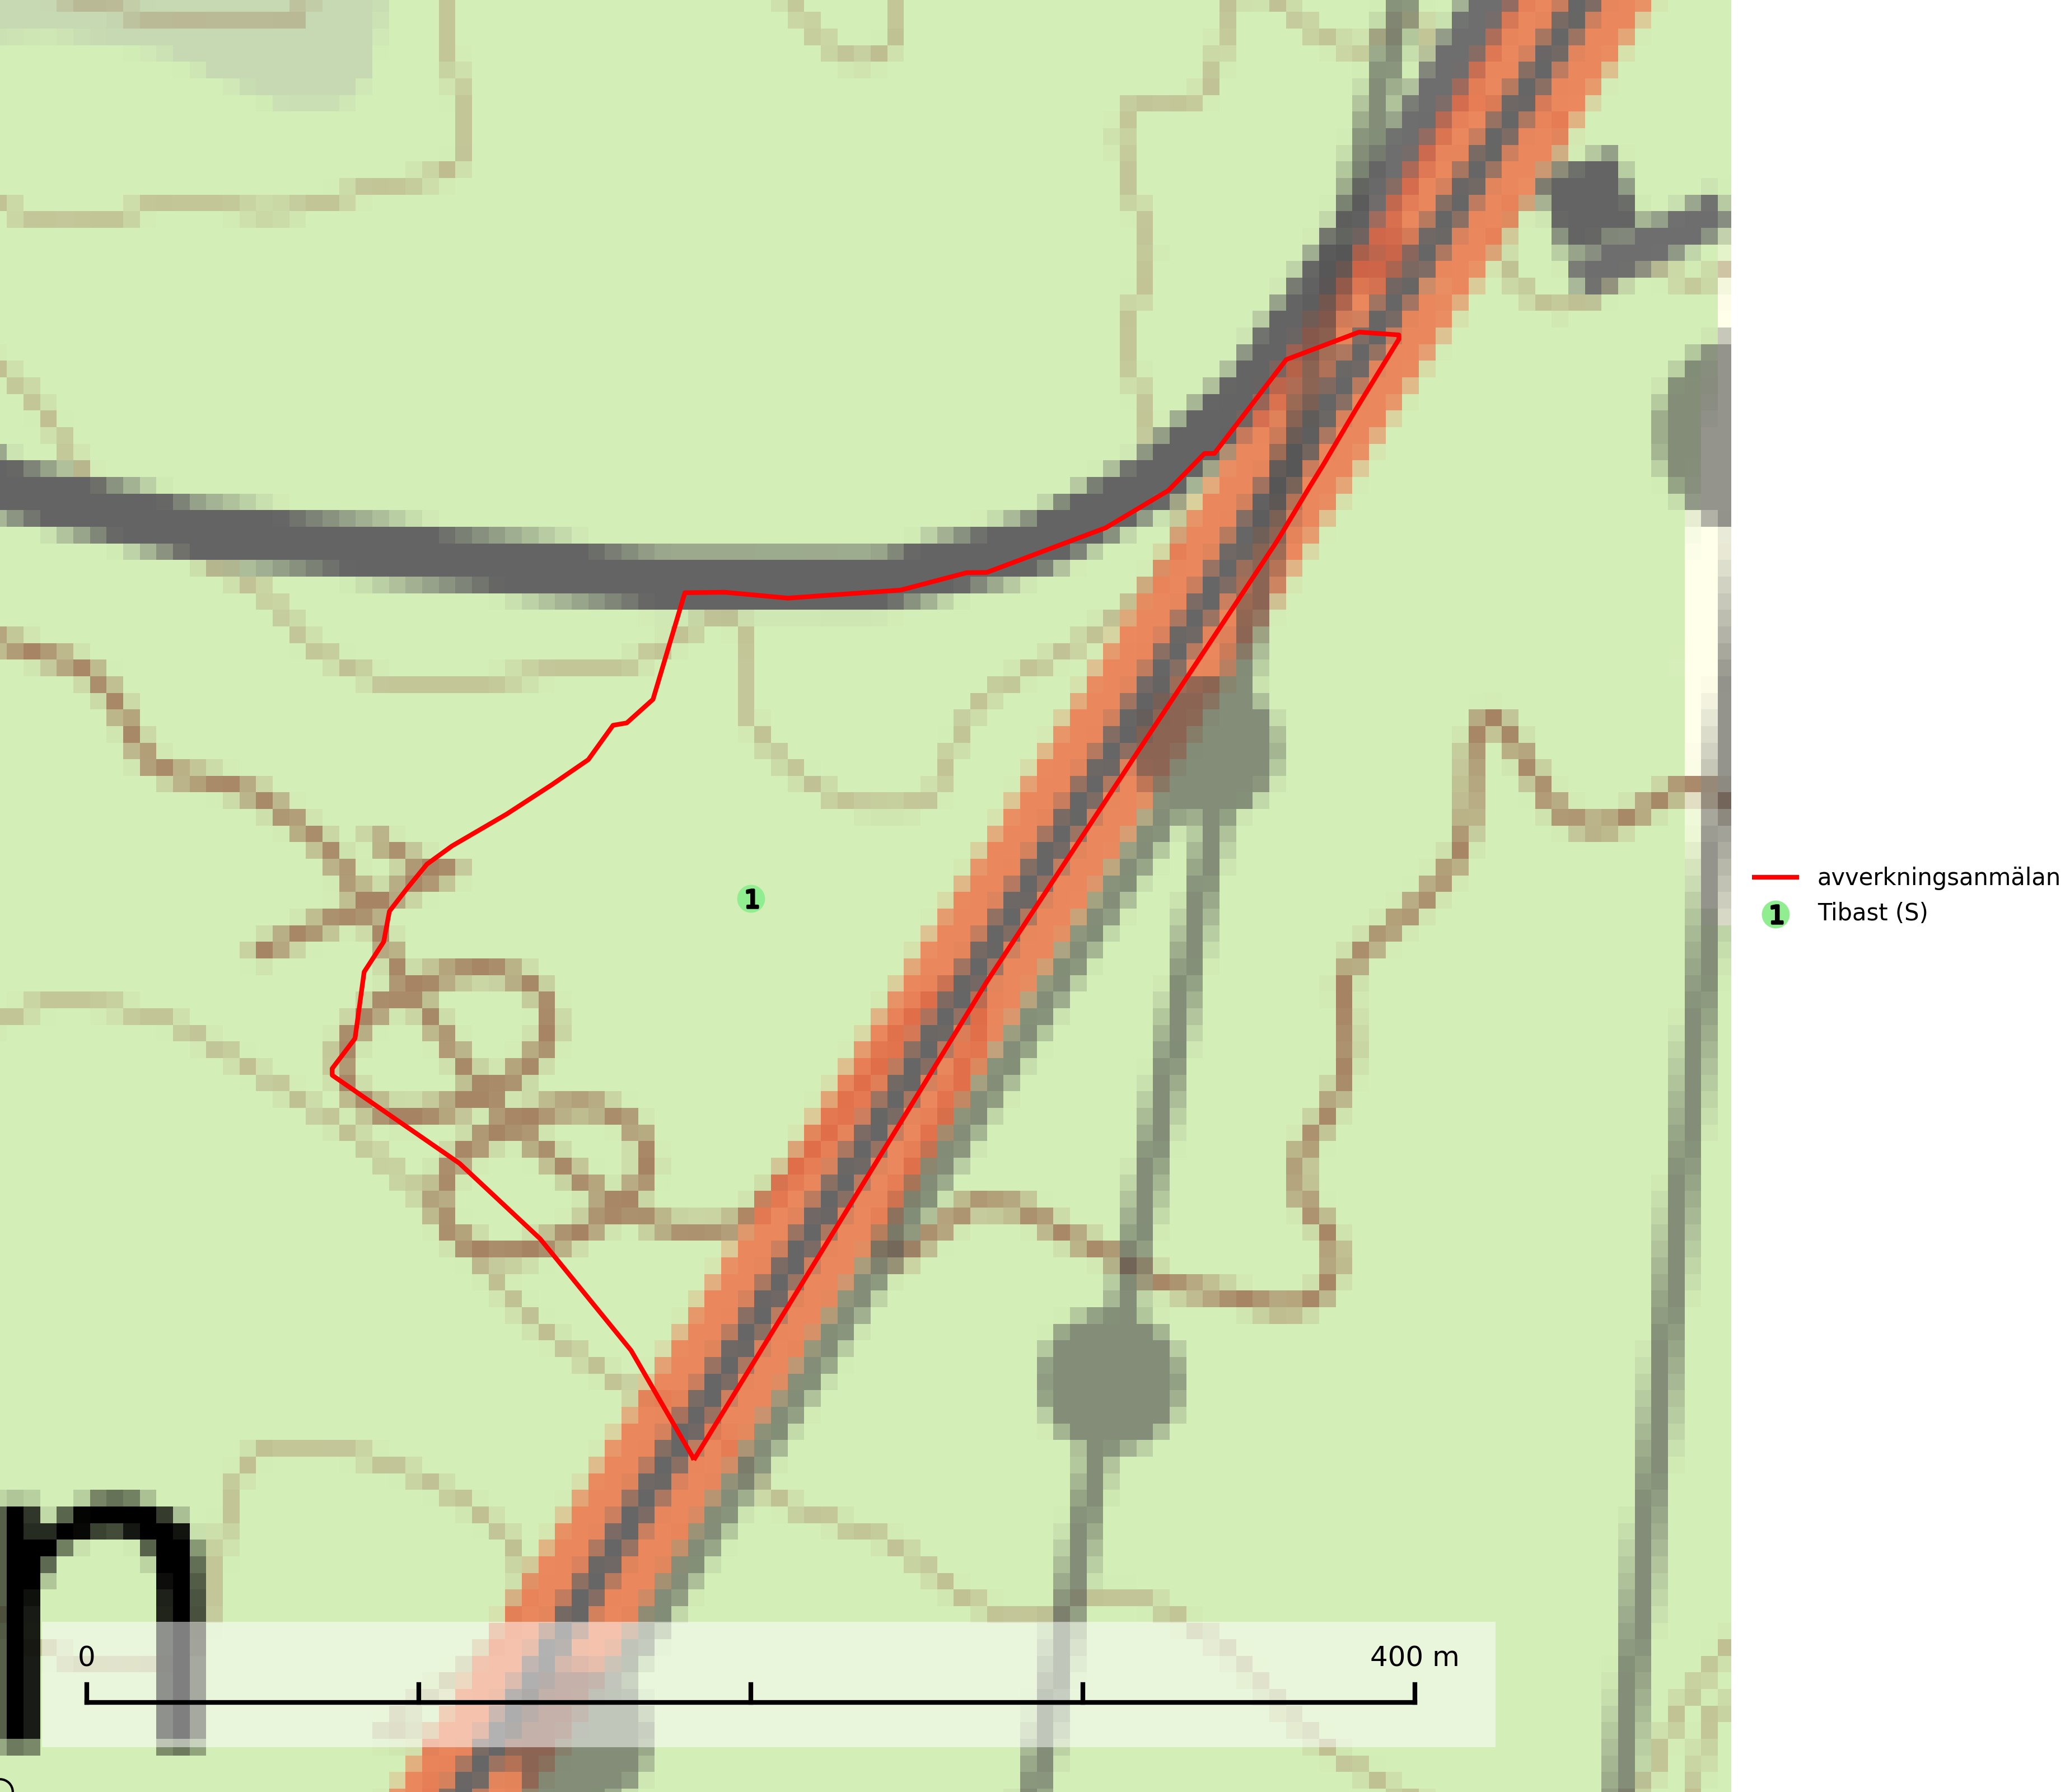 avverkningsanmälan
1 Tibast (S)
1
n
0 400 m